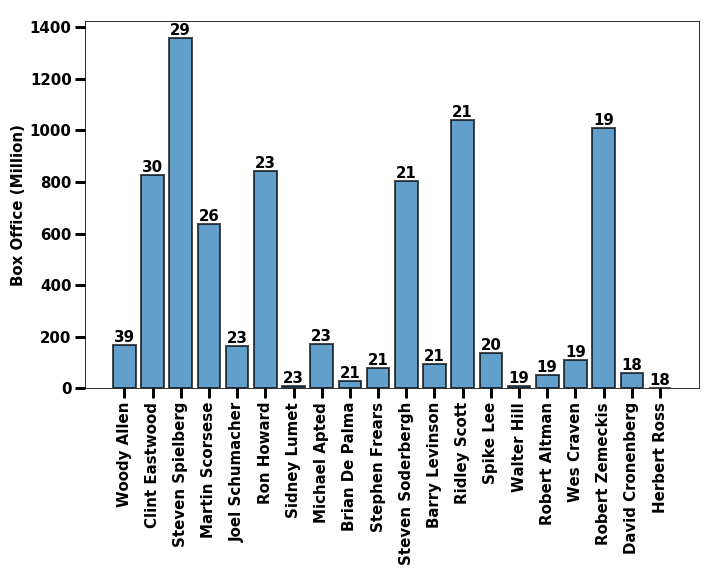 Box Office (Million)
1400
1200
1000
800
600
400
200
0
39
30
29
26
23
23
23
23
21
21
21
21
21
20
19
19
19
19
18
18
Woody Allen
Clint Eastwood
Steven Spielberg
Martin Scorsese
Joel Schumacher
Ron Howard
Sidney Lumet
Michael Apted
Brian De Palma
Stephen Frears
Steven Soderbergh
Barry Levinson
Ridley Scott
Spike Lee
Walter Hill
Robert Altman
Wes Craven
Robert Zemeckis
David Cronenberg
Herbert Ross